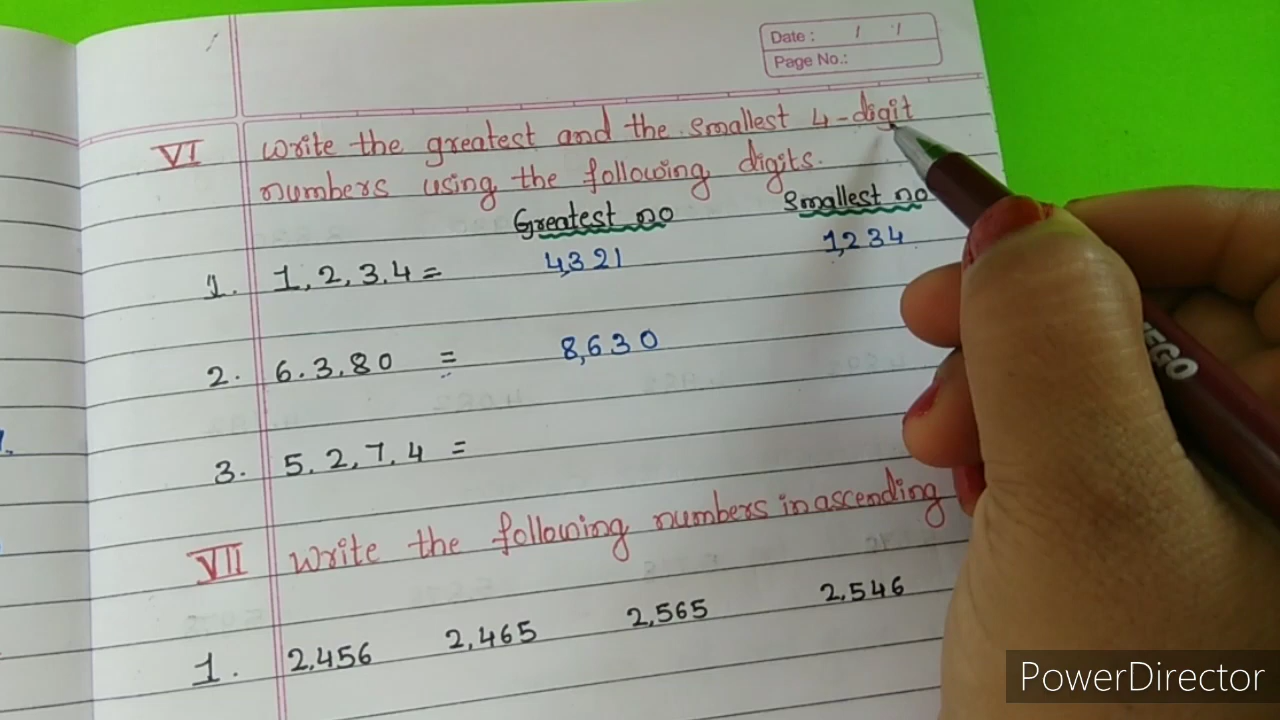 Date : / /
Page No.:
VI Write the greatest and the smallest 4-digit
numbers using the following digits.
Greatest no Smallest no
1. 1, 2, 3, 4 = 4,321 1,234
2. 6. 3. 8 0 = 8,630
3. 5. 2, 7. 4 =
VII Write the following numbers in ascending
1. 2,456 2,465 2,565 2,546
PowerDirector